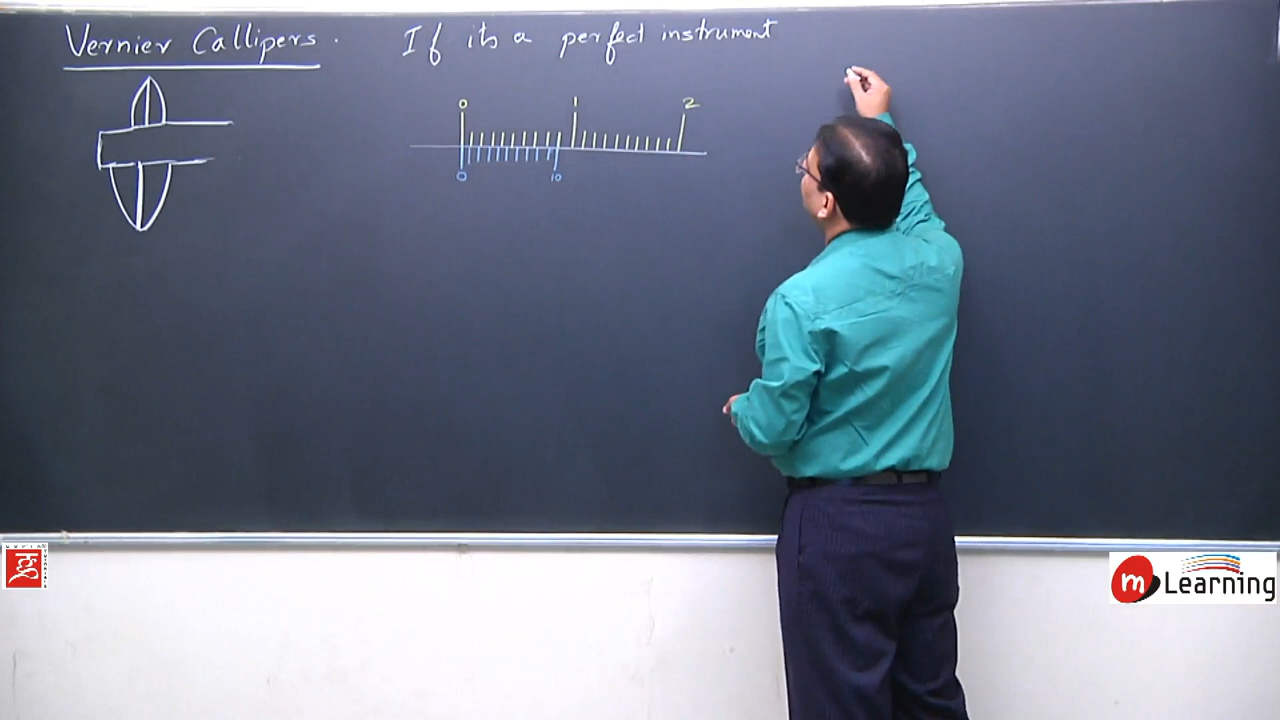 Vernier Callipers. If its a perfect instrument
0 1 2
0 10
m Learning